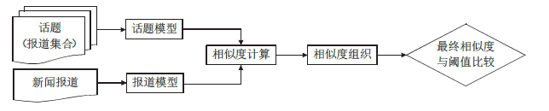 话题
(报道集合)
话题模型
相似度计算
相似度组织
最终相似度
与阈值比较
新闻报道
报道模型